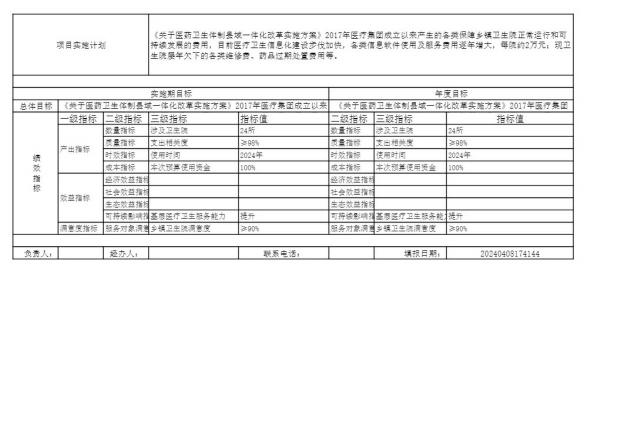 《关于医药卫生体制县域一体化改革实施方案》2017年医疗集团成立以来产生的各类保障乡镇卫生院正常运行和可
项目实施计划
持续发展的费用，目前医疗卫生信息化建设步伐加快，各类信息软件使用及服务费用逐年增大，每院约2万元；现卫
生院屡年欠下的各类维修费、药品过期处置费用等。
实施期目标 年度目标
总体目标 《关于医药卫生体制县域一体化改革实施方案》2017年医疗集团成立以来 《关于医药卫生体制县域一体化改革实施方案》2017年医疗集团
绩效指标
一级指标 二级指标 三级指标 指标值 二级指标 三级指标 指标值
产出指标
数量指标 涉及卫生院 24所 数量指标 涉及卫生院 24所
质量指标 支出相关度 ≥98% 质量指标 支出相关度 ≥98%
时效指标 使用时间 2024年 时效指标 使用时间 2024年
成本指标 本次预算使用资金 100% 成本指标 本次预算使用资金 100%
效益指标
经济效益指标 经济效益指标
社会效益指标 社会效益指标
生态效益指标 生态效益指标
可持续影响指 基层医疗卫生服务能力 提升 可持续影响指 基层医疗卫生服务能力 提升
满意度指标 服务对象满意 乡镇卫生院满意度 ≥90% 服务对象满意 乡镇卫生院满意度 ≥90%
负责人： 经办人： 联系电话： 填报日期： 20240408174144